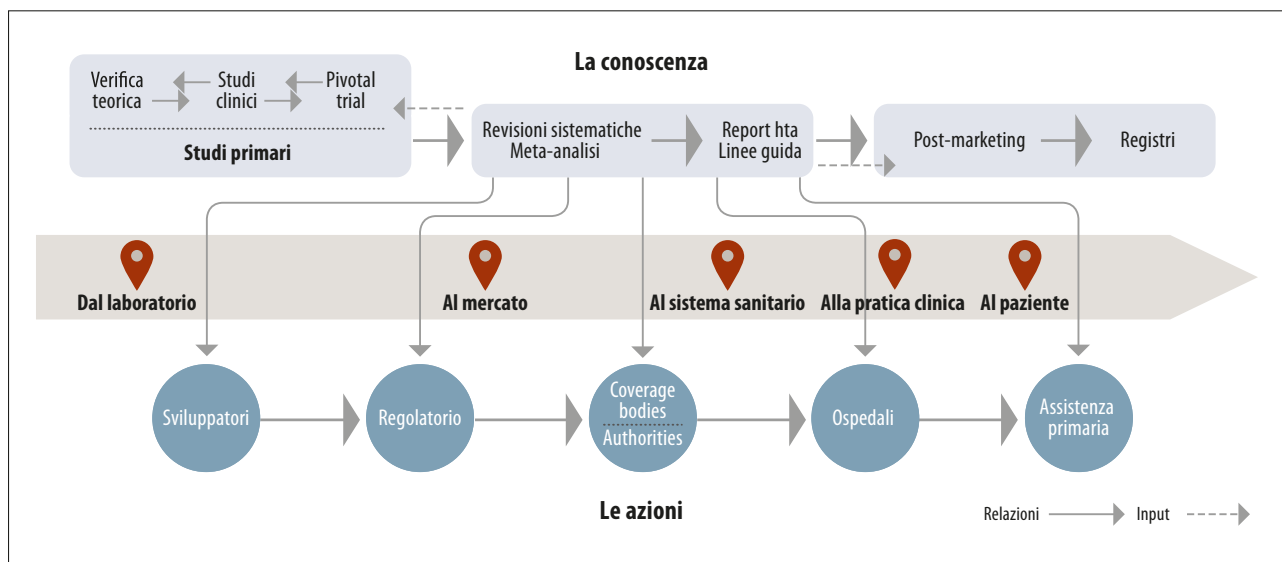 La conoscenza
Verifica
teorica
Studi
clinici
Pivotal
trial
Studi primari
Revisioni sistematiche
Meta-analisi
Report hta
Linee guida
Post-marketing
Registri
Dal laboratorio
Al mercato
Al sistema sanitario
Alla pratica clinica
Al paziente
Sviluppatori
Regolatorio
Coverage
bodies
Authorities
Ospedali
Assistenza
primaria
Le azioni
Relazioni
Input